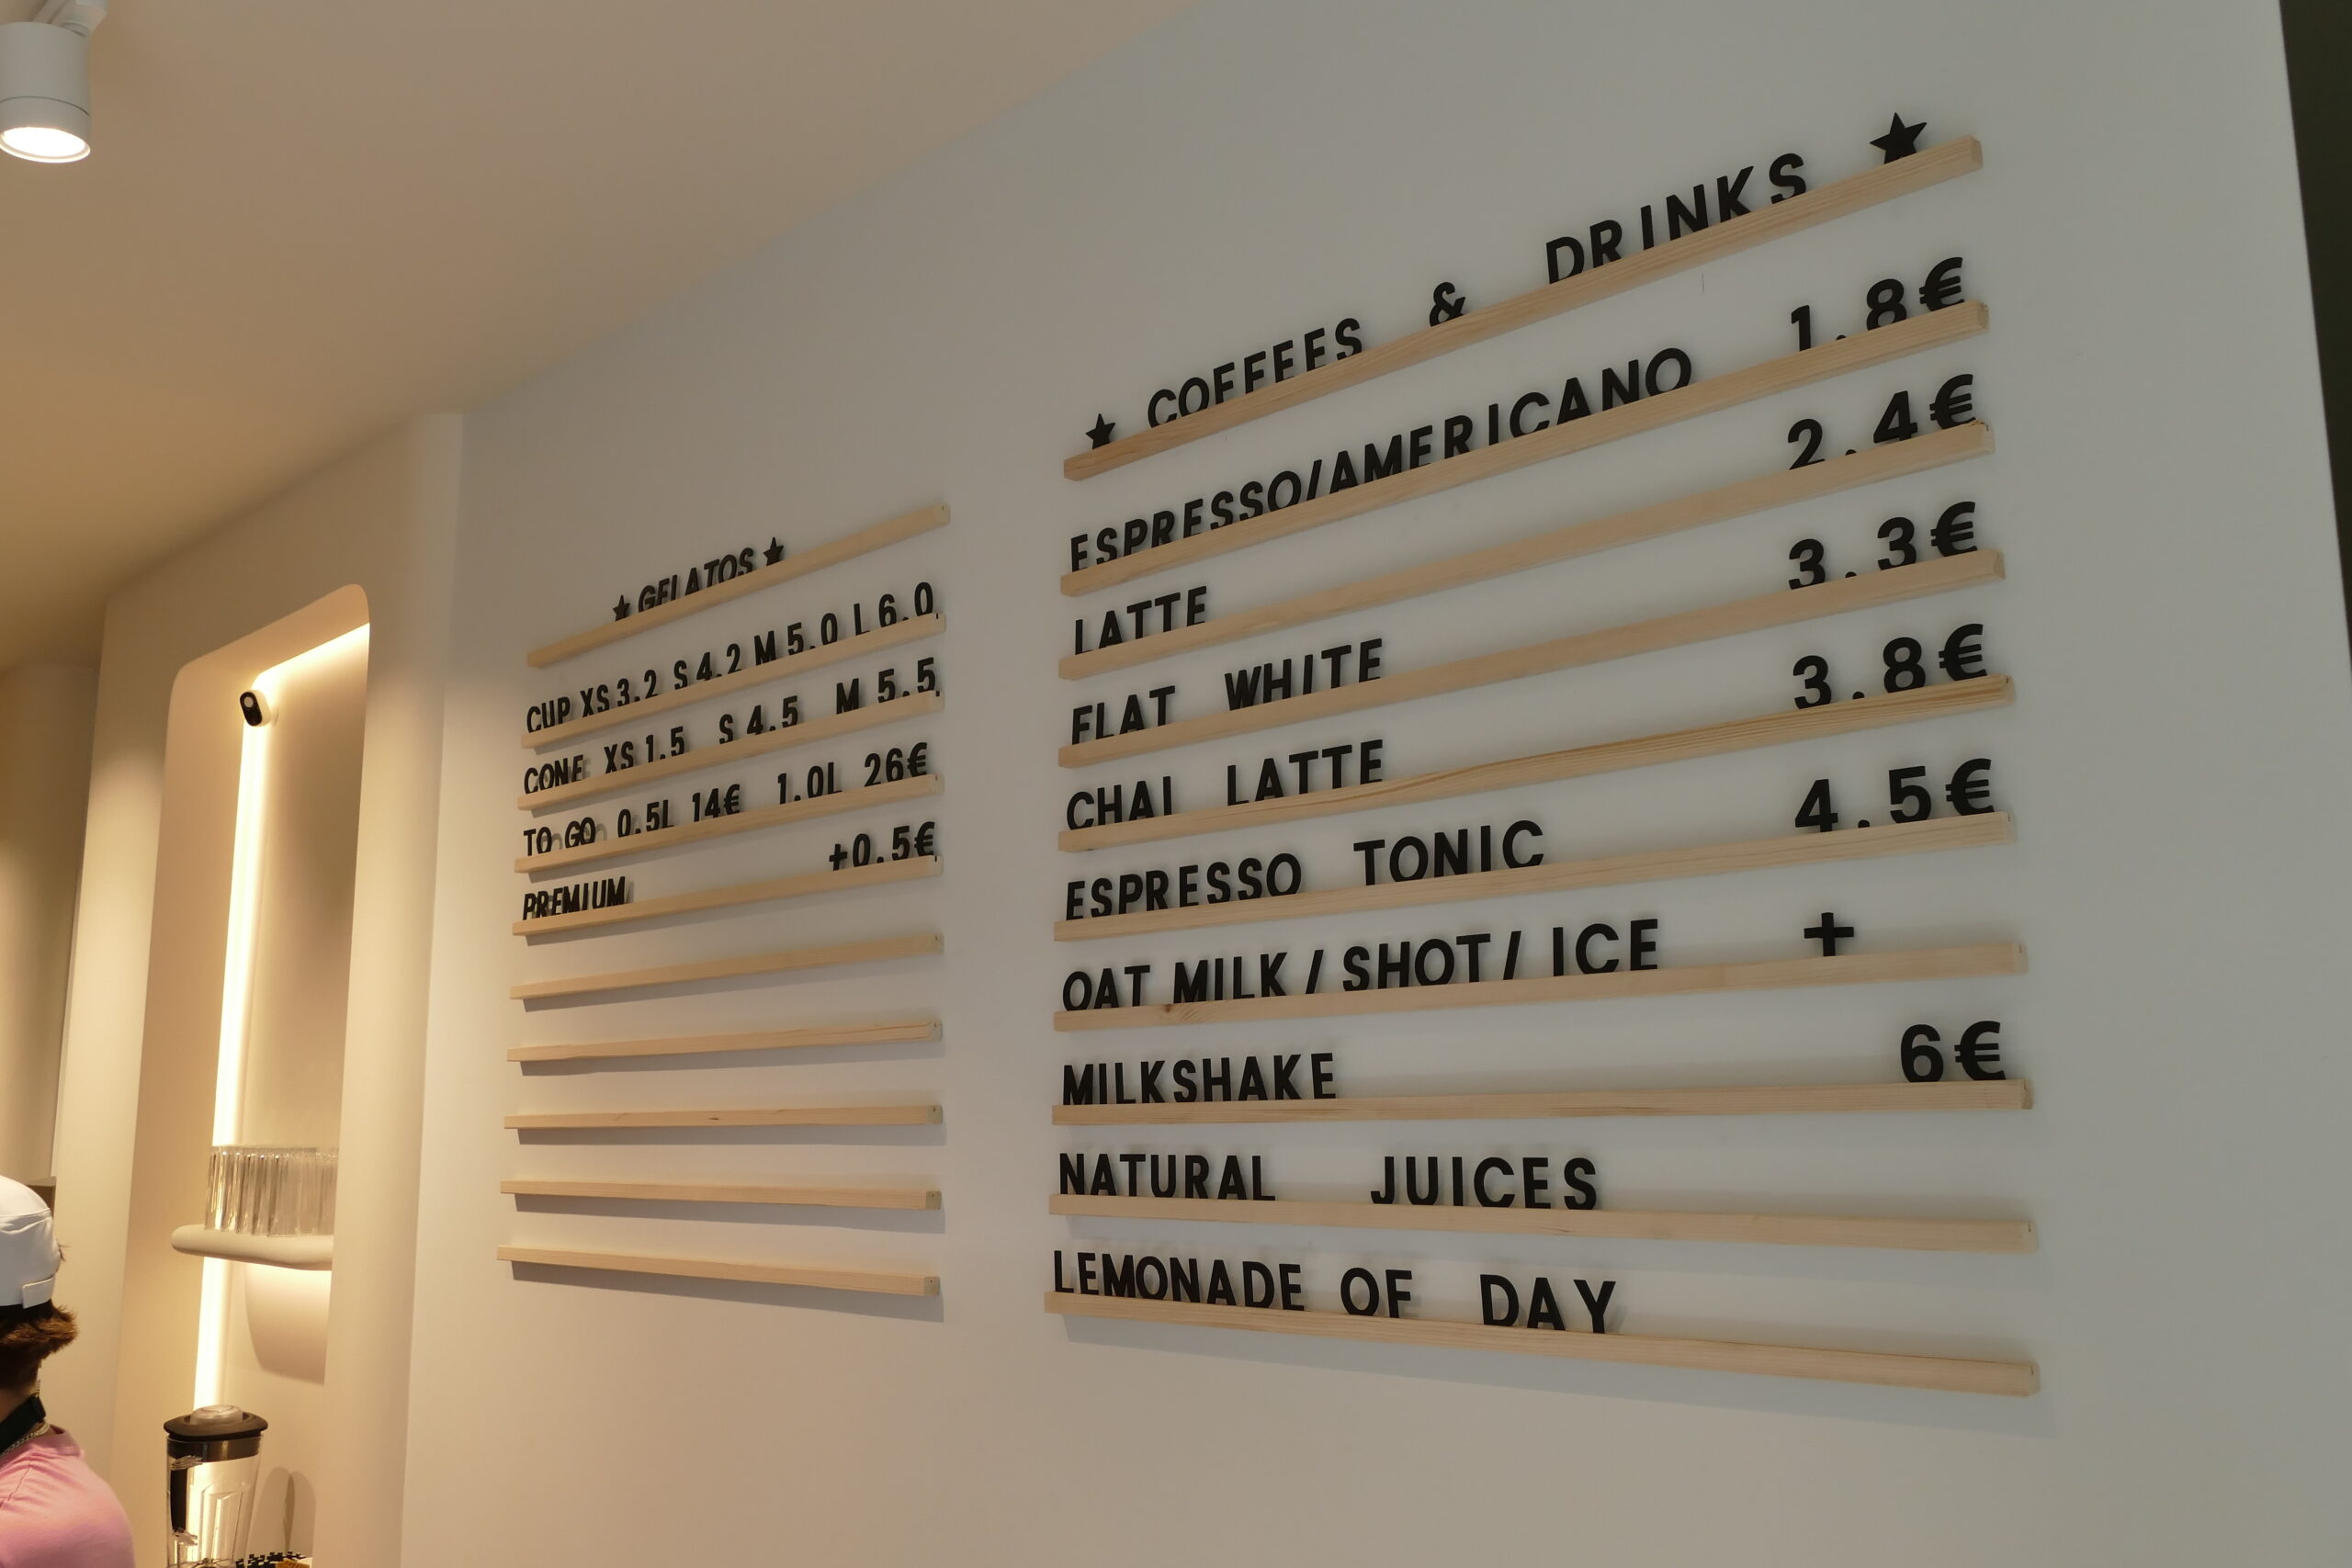 ★ GELATOS ★
CUP XS 3.2 S 4.2 M 5.0 L 6.0
CONE XS 1.5 S 4.5 M 5.5
TO GO 0.5L 14€ 1.0L 26€
PREMIUM +0.5€
★ COFFEES & DRINKS ★
ESPRESSO/AMERICANO 1.8€
LATTE 2.4€
FLAT WHITE 3.3€
CHAI LATTE 3.8€
ESPRESSO TONIC 4.5€
OAT MILK / SHOT / ICE +
MILKSHAKE 6€
NATURAL JUICES
LEMONADE OF DAY